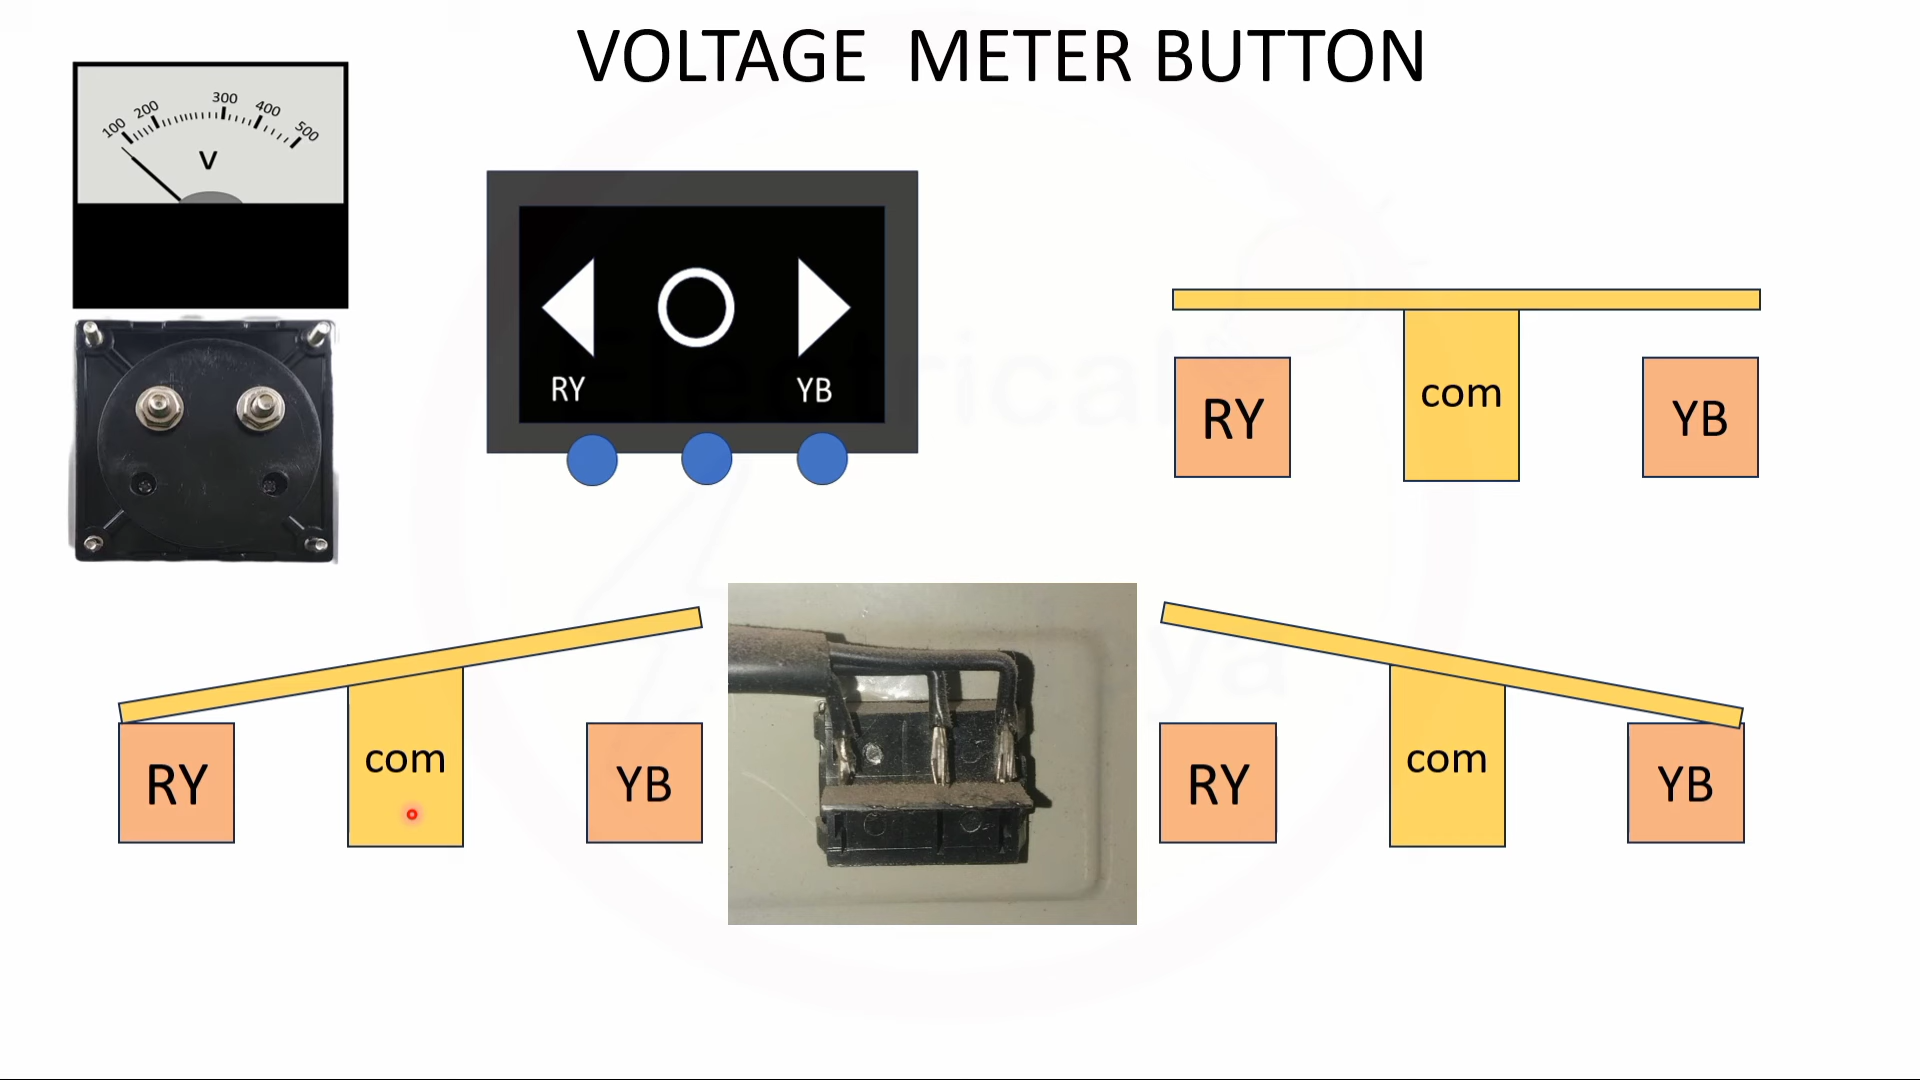 VOLTAGE METER BUTTON
100 200 300 400 500
V
RY YB
RY com YB
RY com YB
RY com YB
Electrical